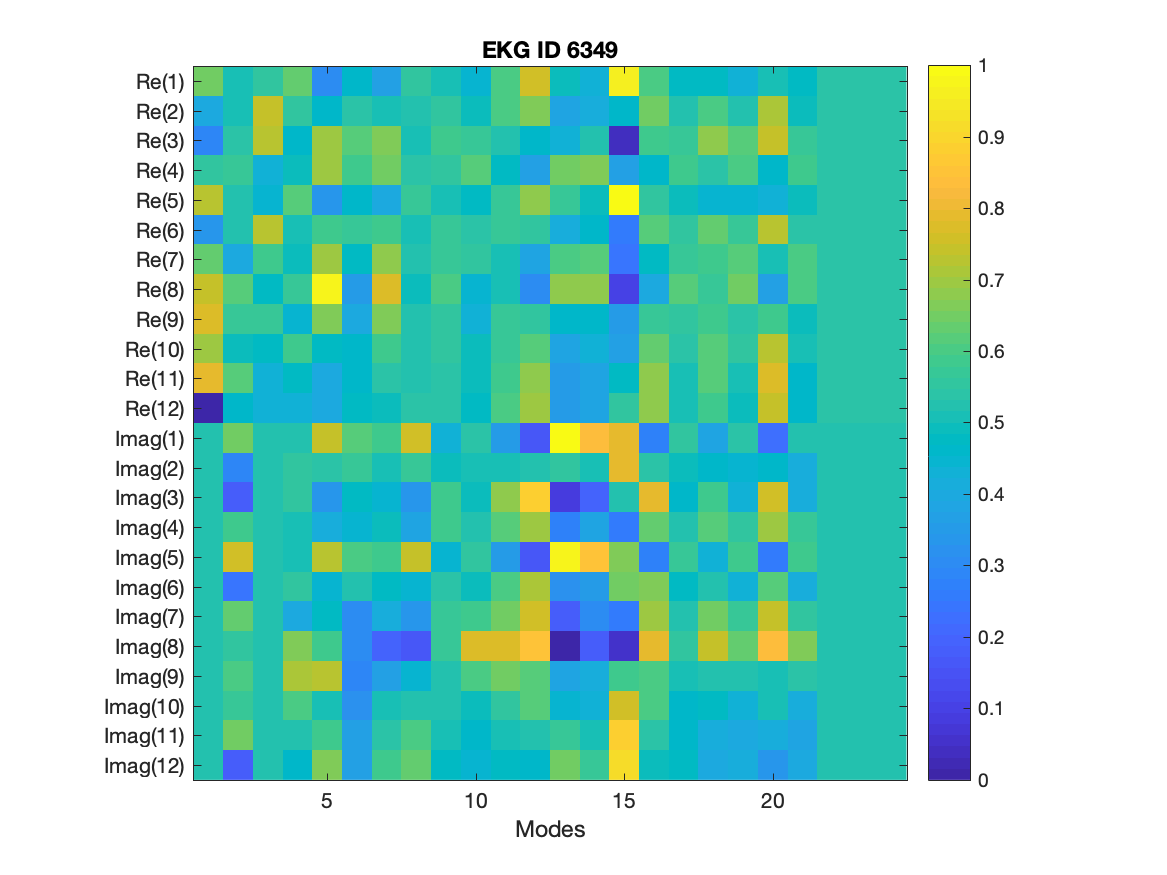 EKG ID 6349
Re(1)
Re(2)
Re(3)
Re(4)
Re(5)
Re(6)
Re(7)
Re(8)
Re(9)
Re(10)
Re(11)
Re(12)
Imag(1)
Imag(2)
Imag(3)
Imag(4)
Imag(5)
Imag(6)
Imag(7)
Imag(8)
Imag(9)
Imag(10)
Imag(11)
Imag(12)
5 10 15 20
Modes
1
0.9
0.8
0.7
0.6
0.5
0.4
0.3
0.2
0.1
0